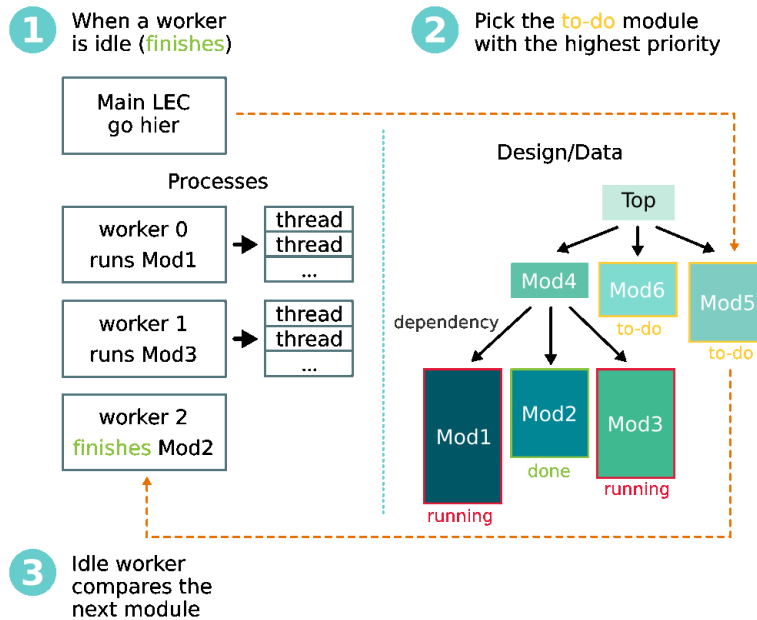 1
When a worker
is idle (finishes)
2
Pick the to-do module
with the highest priority
Main LEC
go hier
Processes
worker 0
runs Mod1
thread
thread
...
worker 1
runs Mod3
thread
thread
...
worker 2
finishes Mod2
Design/Data
Top
Mod4
Mod6
to-do
Mod5
to-do
dependency
Mod1
running
Mod2
done
Mod3
running
3
Idle worker
compares the
next module